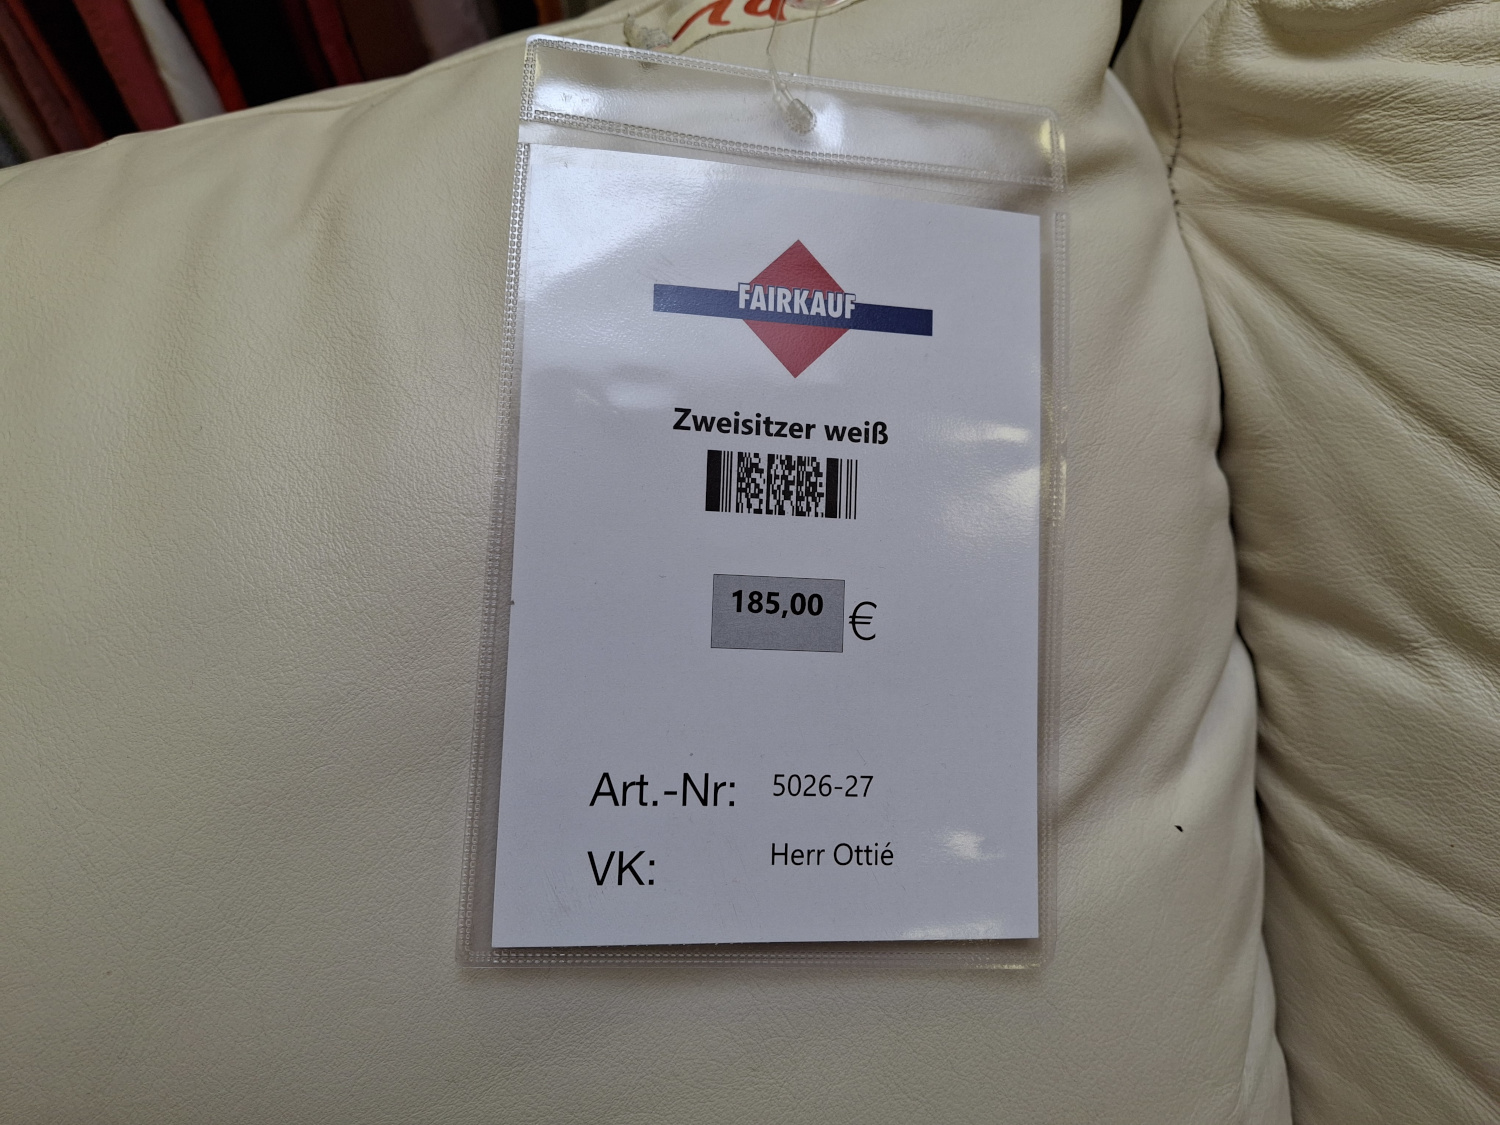 FAIRKAUF
Zweisitzer weiß
185,00 €
Art.-Nr: 5026-27
VK: Herr Ottié